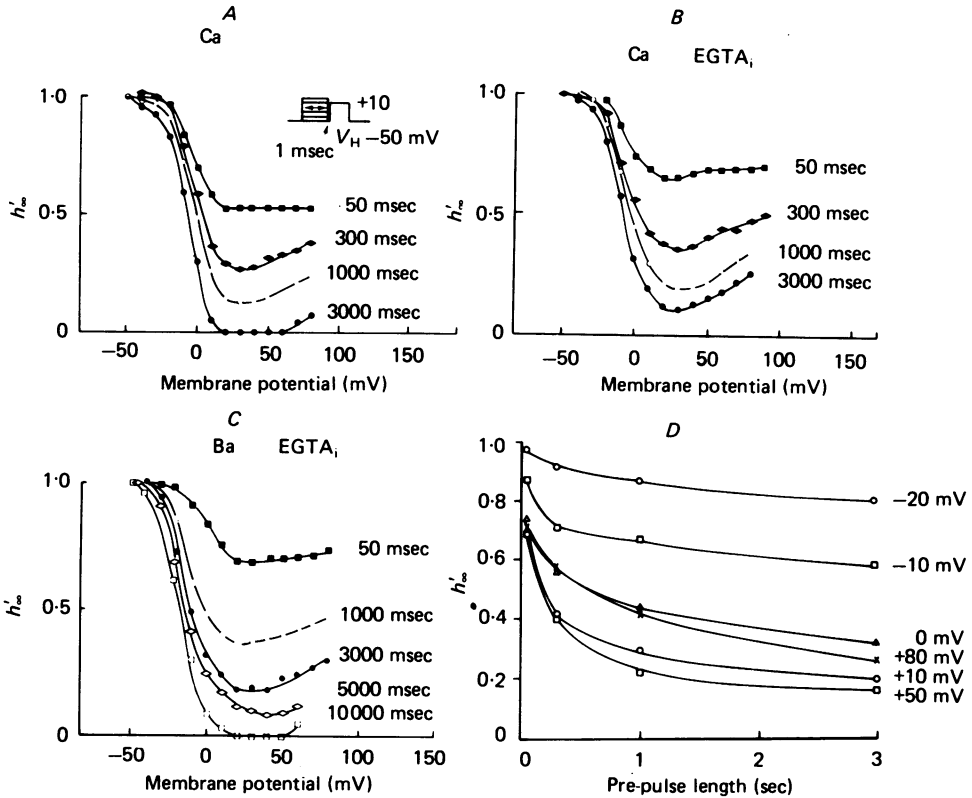 A
Ca
1·0
0·5
0
h′∞
+10
VH −50 mV
1 msec
50 msec
300 msec
1000 msec
3000 msec
−50 0 50 100 150
Membrane potential (mV)
B
Ca EGTAi
1·0
0·5
0
h′∞
50 msec
300 msec
1000 msec
3000 msec
−50 0 50 100 150
Membrane potential (mV)
C
Ba EGTAi
1·0
0·5
0
h′∞
50 msec
1000 msec
3000 msec
5000 msec
10000 msec
−50 0 50 100 150
Membrane potential (mV)
D
1·0
0·8
0·6
0·4
0·2
0
h′∞
−20 mV
−10 mV
0 mV
+80 mV
+10 mV
+50 mV
0 1 2 3
Pre-pulse length (sec)